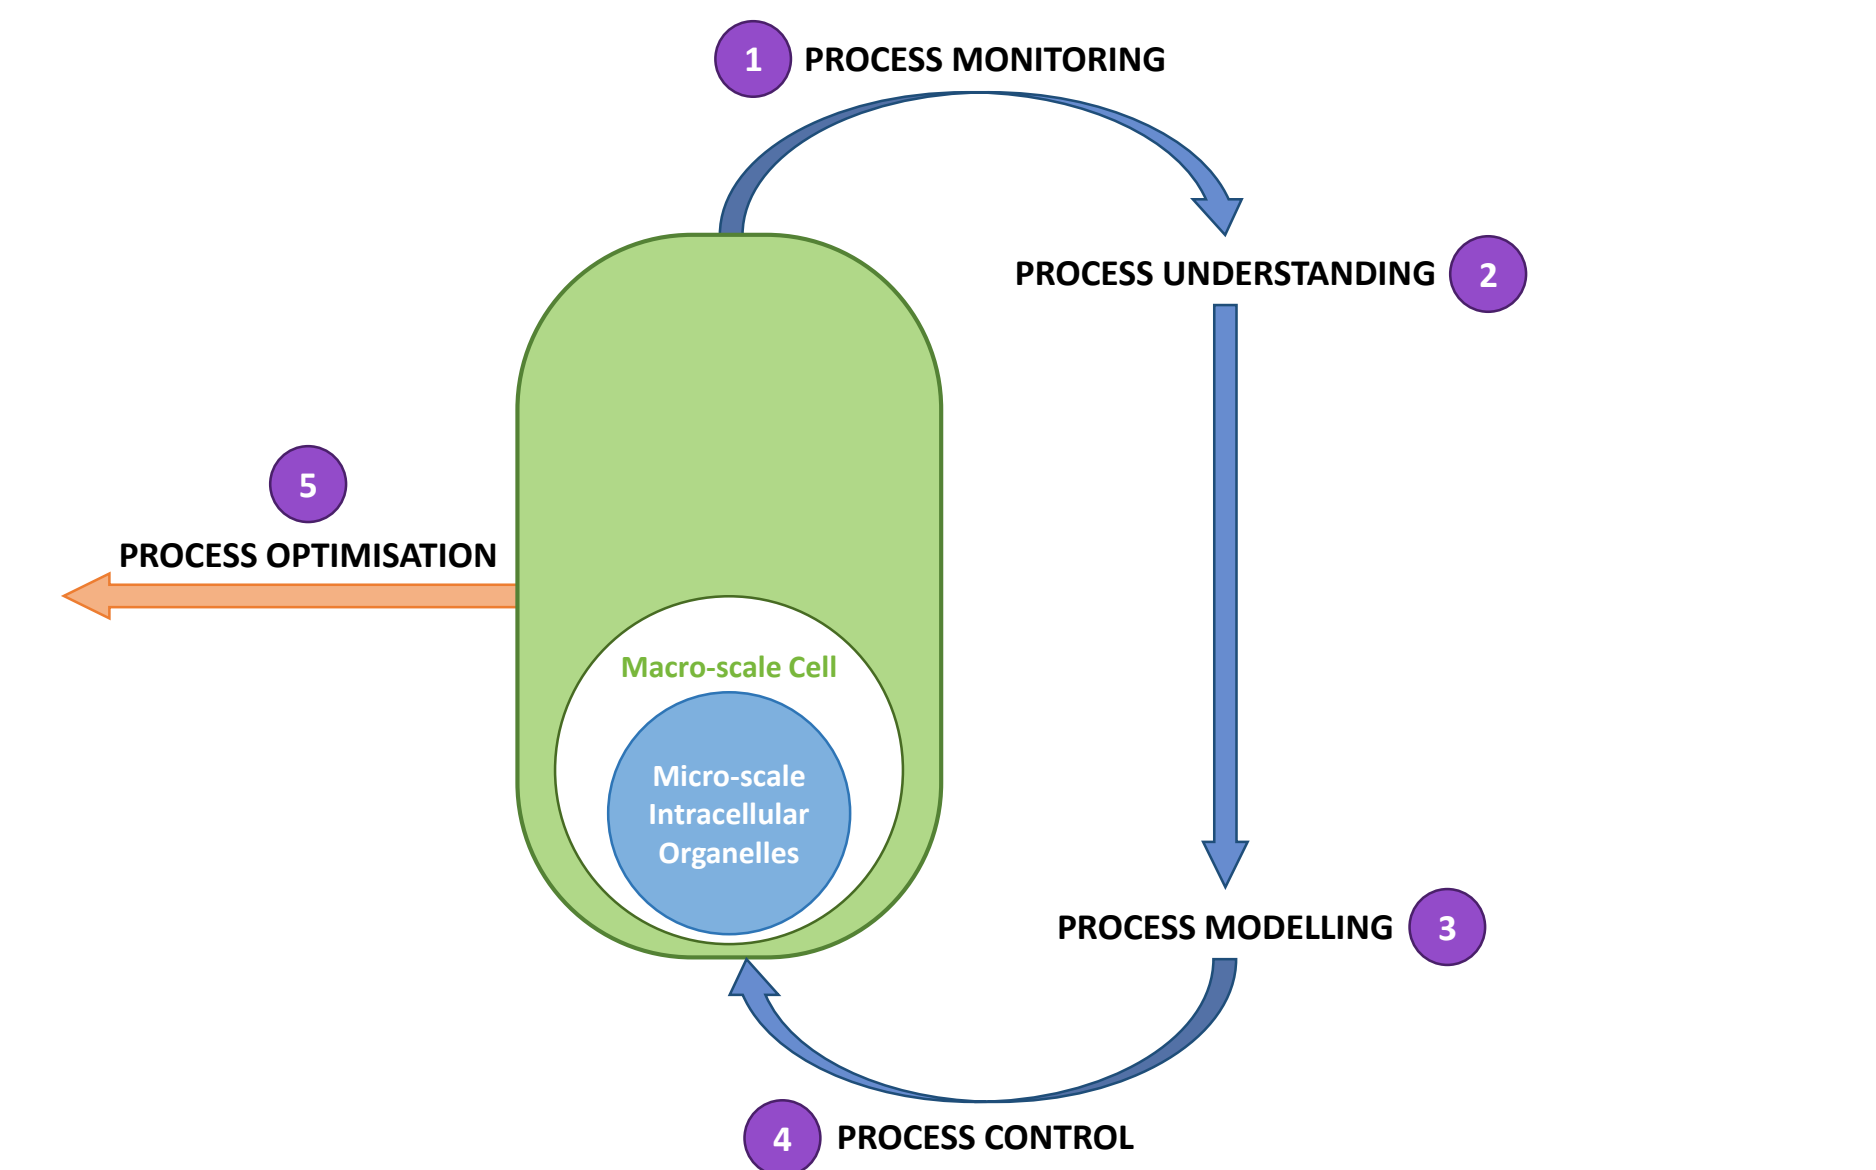 1 PROCESS MONITORING
PROCESS UNDERSTANDING 2
5
PROCESS OPTIMISATION
Macro-scale Cell
Micro-scale
Intracellular
Organelles
PROCESS MODELLING 3
4 PROCESS CONTROL